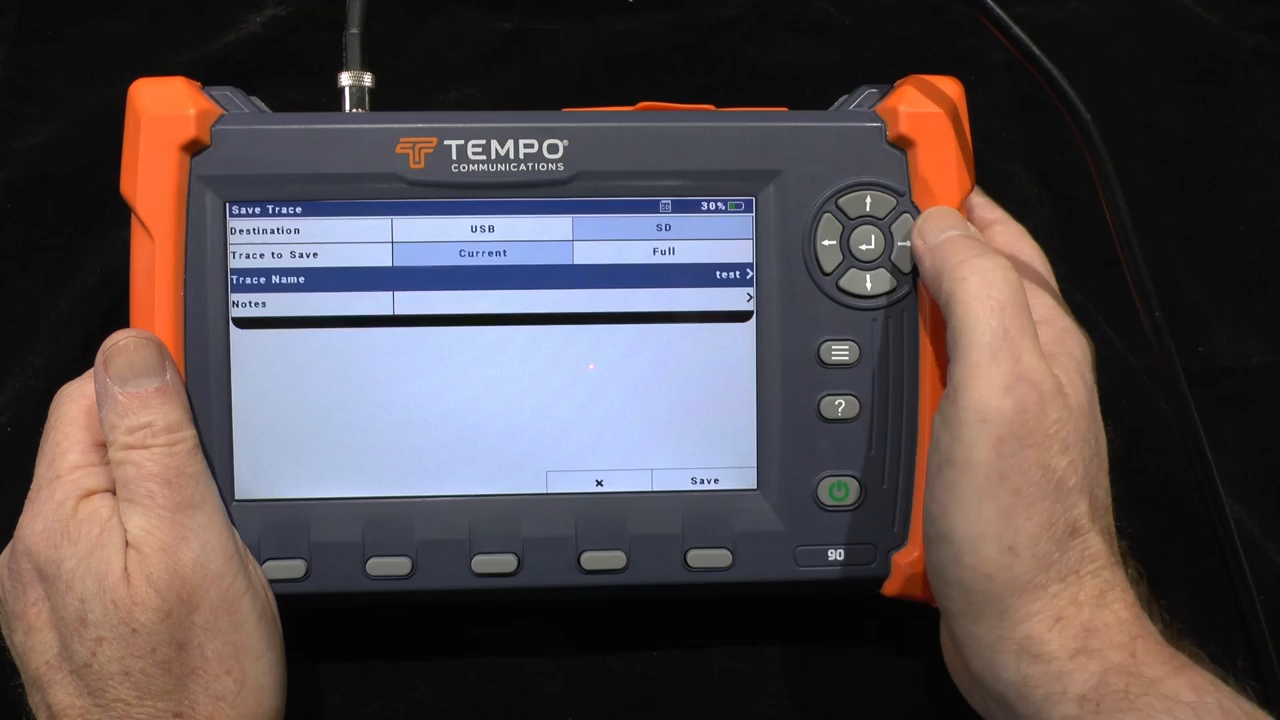 TEMPO®
COMMUNICATIONS
Save Trace SD 30%
Destination USB SD
Trace to Save Current Full
Trace Name test >
Notes >
× Save
?
90